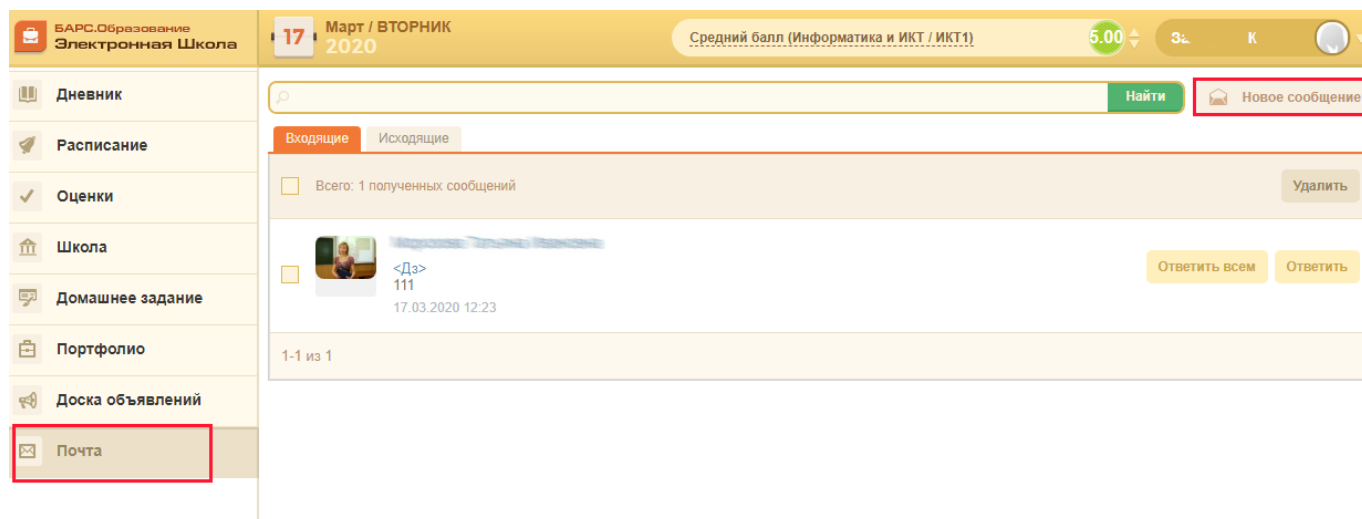 БАРС.Образование
Электронная Школа
17
Март / ВТОРНИК
2020
Средний балл (Информатика и ИКТ / ИКТ1)
5.00
К
Дневник
Расписание
Оценки
Школа
Домашнее задание
Портфолио
Доска объявлений
Почта
Найти
Новое сообщение
Входящие
Исходящие
Всего: 1 полученных сообщений
Удалить
<Дз>
111
17.03.2020 12:23
Ответить всем
Ответить
1-1 из 1